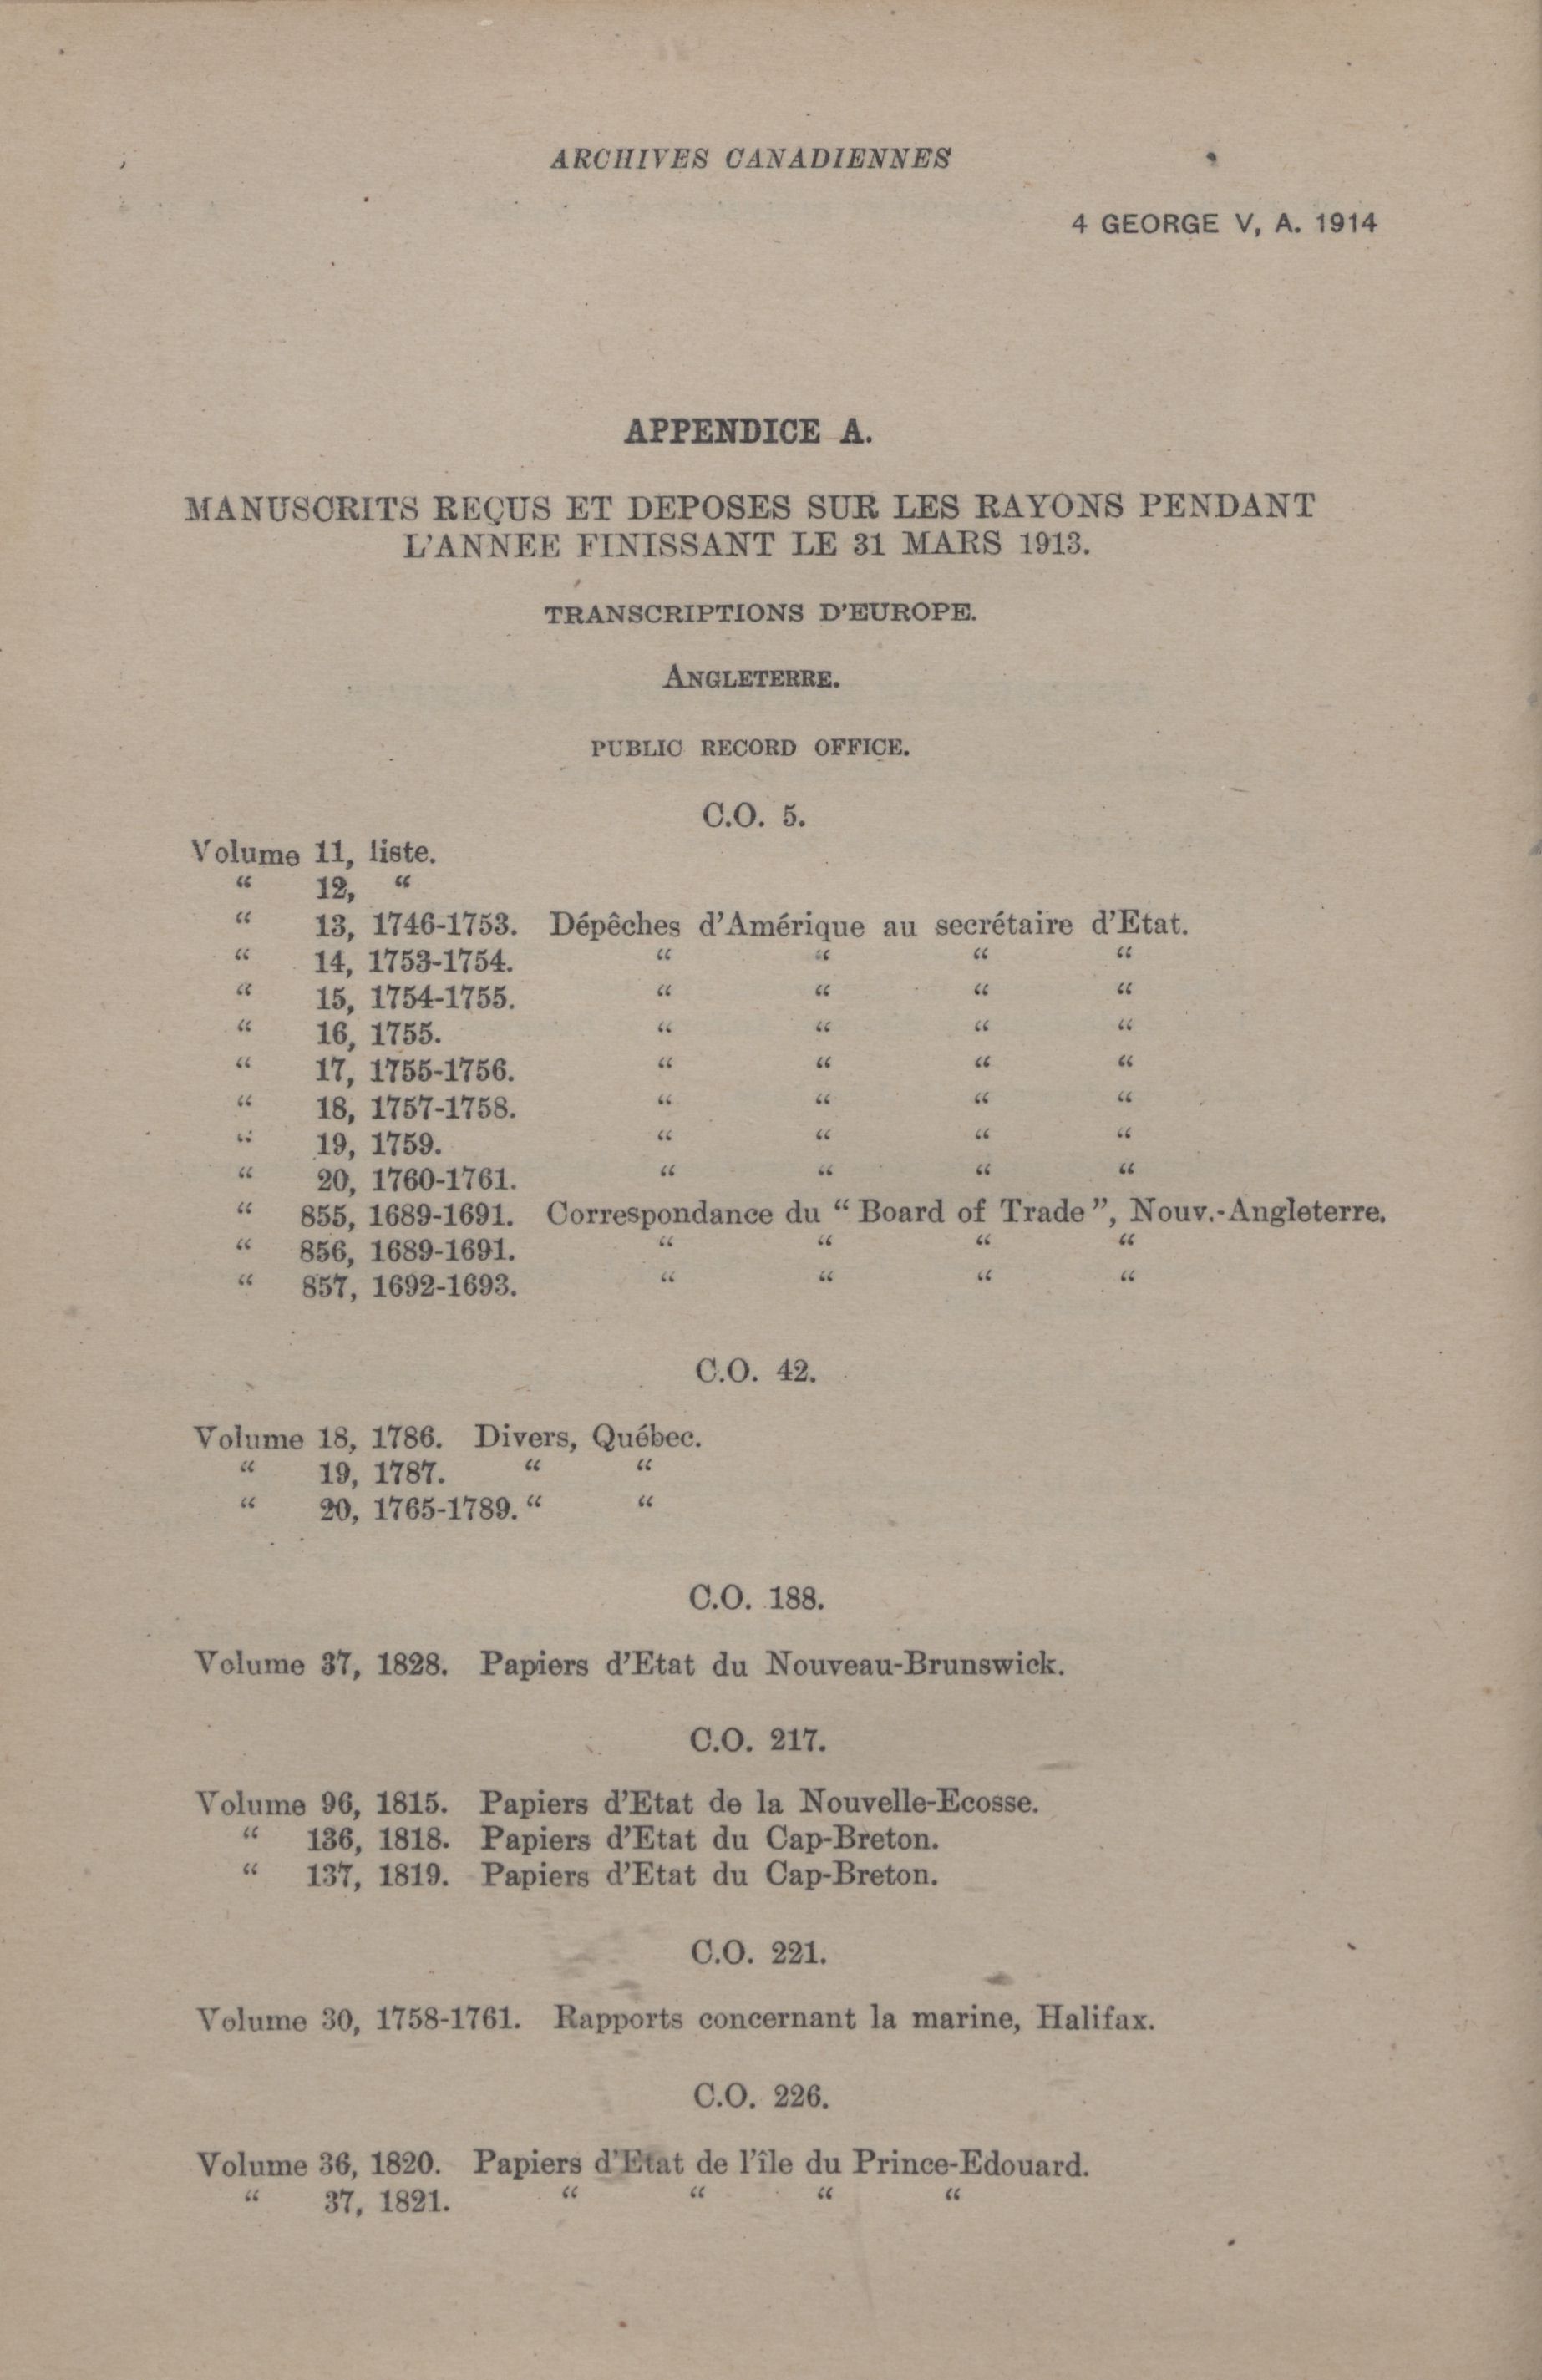 ARCHIVES CANADIENNES
4 GEORGE V, A. 1914
APPENDICE A.
MANUSCRITS REÇUS ET DEPOSES SUR LES RAYONS PENDANT
L'ANNEE FINISSANT LE 31 MARS 1913.
TRANSCRIPTIONS D'EUROPE.
ANGLETERRE.
PUBLIC RECORD OFFICE.
C.O. 5.
Volume 11, liste.
“ 12, “
“ 13, 1746-1753. Dépêches d'Amérique au secrétaire d'Etat.
“ 14, 1753-1754. “ “ “ “
“ 15, 1754-1755. “ “ “ “
“ 16, 1755. “ “ “ “
“ 17, 1755-1756. “ “ “ “
“ 18, 1757-1758. “ “ “ “
“ 19, 1759. “ “ “ “
“ 20, 1760-1761. “ “ “ “
“ 855, 1689-1691. Correspondance du “ Board of Trade ”, Nouv.-Angleterre.
“ 856, 1689-1691. “ “ “ “
“ 857, 1692-1693. “ “ “ “
C.O. 42.
Volume 18, 1786. Divers, Québec.
“ 19, 1787. “ “
“ 20, 1765-1789. “ “
C.O. 188.
Volume 37, 1828. Papiers d'Etat du Nouveau-Brunswick.
C.O. 217.
Volume 96, 1815. Papiers d'Etat de la Nouvelle-Ecosse.
“ 136, 1818. Papiers d'Etat du Cap-Breton.
“ 137, 1819. Papiers d'Etat du Cap-Breton.
C.O. 221.
Volume 30, 1758-1761. Rapports concernant la marine, Halifax.
C.O. 226.
Volume 36, 1820. Papiers d'Etat de l'île du Prince-Edouard.
“ 37, 1821. “ “ “ “